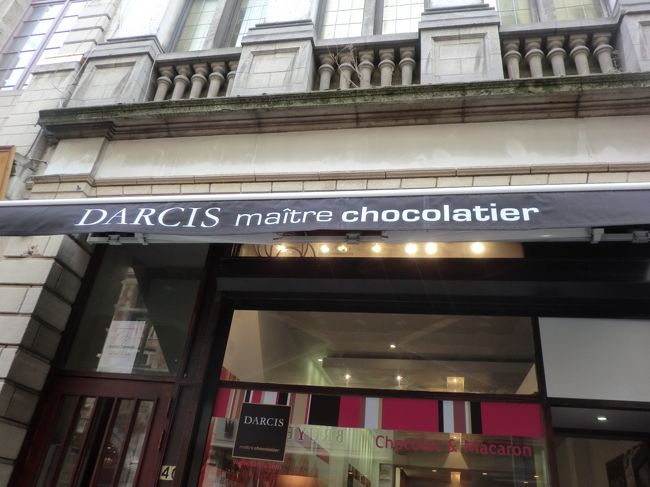 DARCIS maître chocolatier
DARCIS
maître chocolatier
Chocolat & Macaron